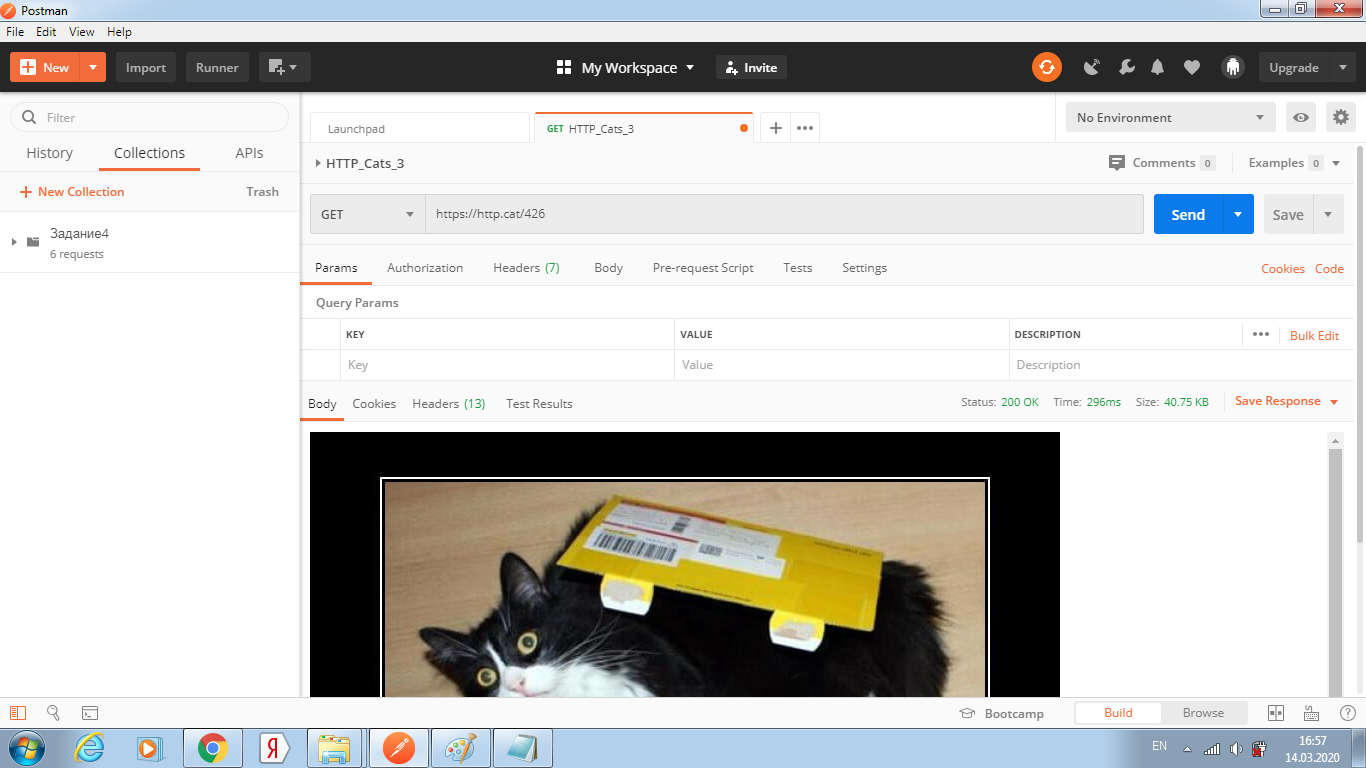 Postman
File Edit View Help
New Import Runner My Workspace Invite Upgrade
Filter
History Collections APIs
New Collection Trash
Задание4
6 requests
Launchpad GET HTTP_Cats_3 No Environment
HTTP_Cats_3 Comments 0 Examples 0
GET https://http.cat/426 Send Save
Params Authorization Headers (7) Body Pre-request Script Tests Settings Cookies Code
Query Params
KEY VALUE DESCRIPTION Bulk Edit
Key Value Description
Body Cookies Headers (13) Test Results Status: 200 OK Time: 296ms Size: 40.75 KB Save Response
Bootcamp Build Browse
EN 16:57
14.03.2020